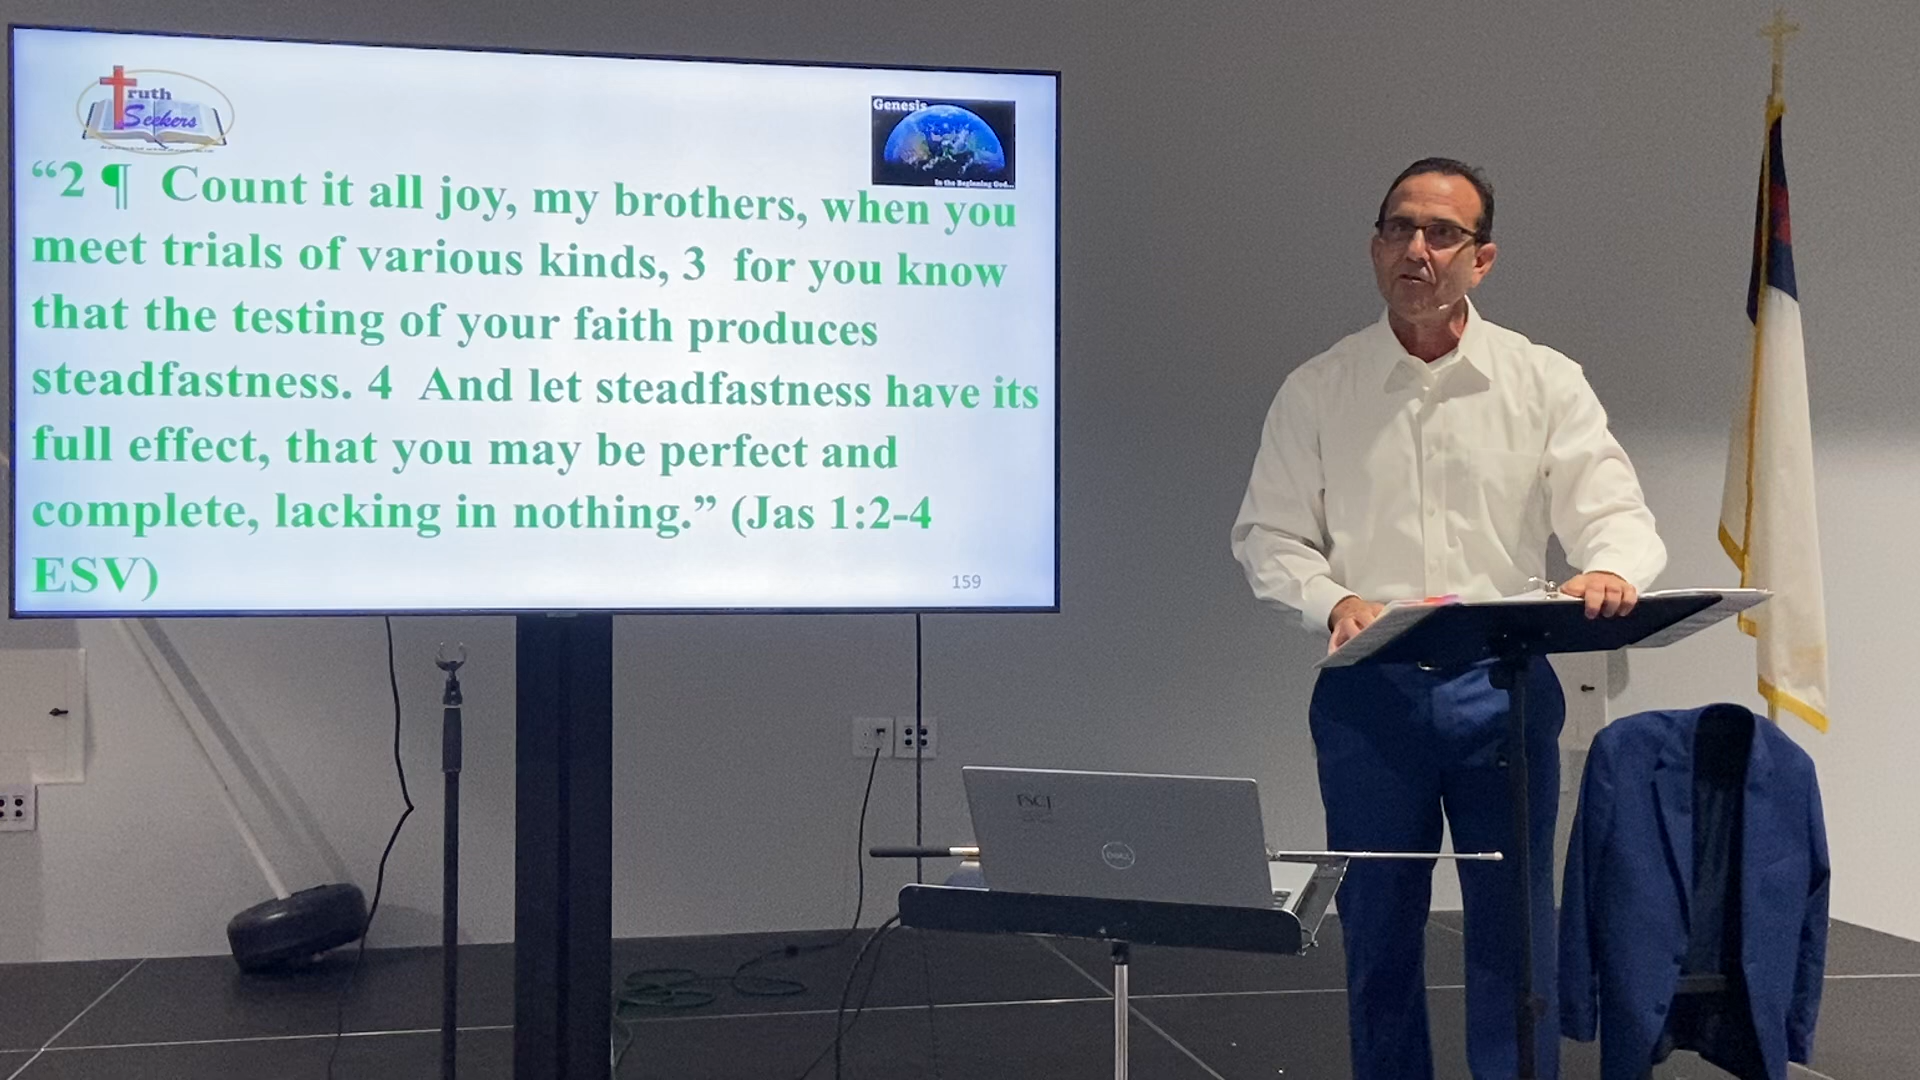 Truth
Seekers
Genesis
In the Beginning God...
“2 ¶ Count it all joy, my brothers, when you
meet trials of various kinds, 3 for you know
that the testing of your faith produces
steadfastness. 4 And let steadfastness have its
full effect, that you may be perfect and
complete, lacking in nothing.” (Jas 1:2-4
ESV)
159
FSCJ
DELL